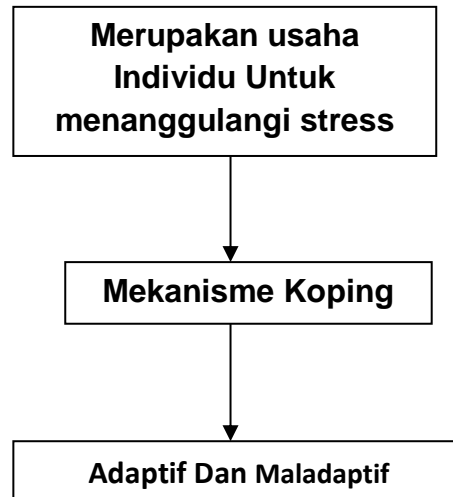 Merupakan usaha
Individu Untuk
menanggulangi stress
Mekanisme Koping
Adaptif Dan Maladaptif